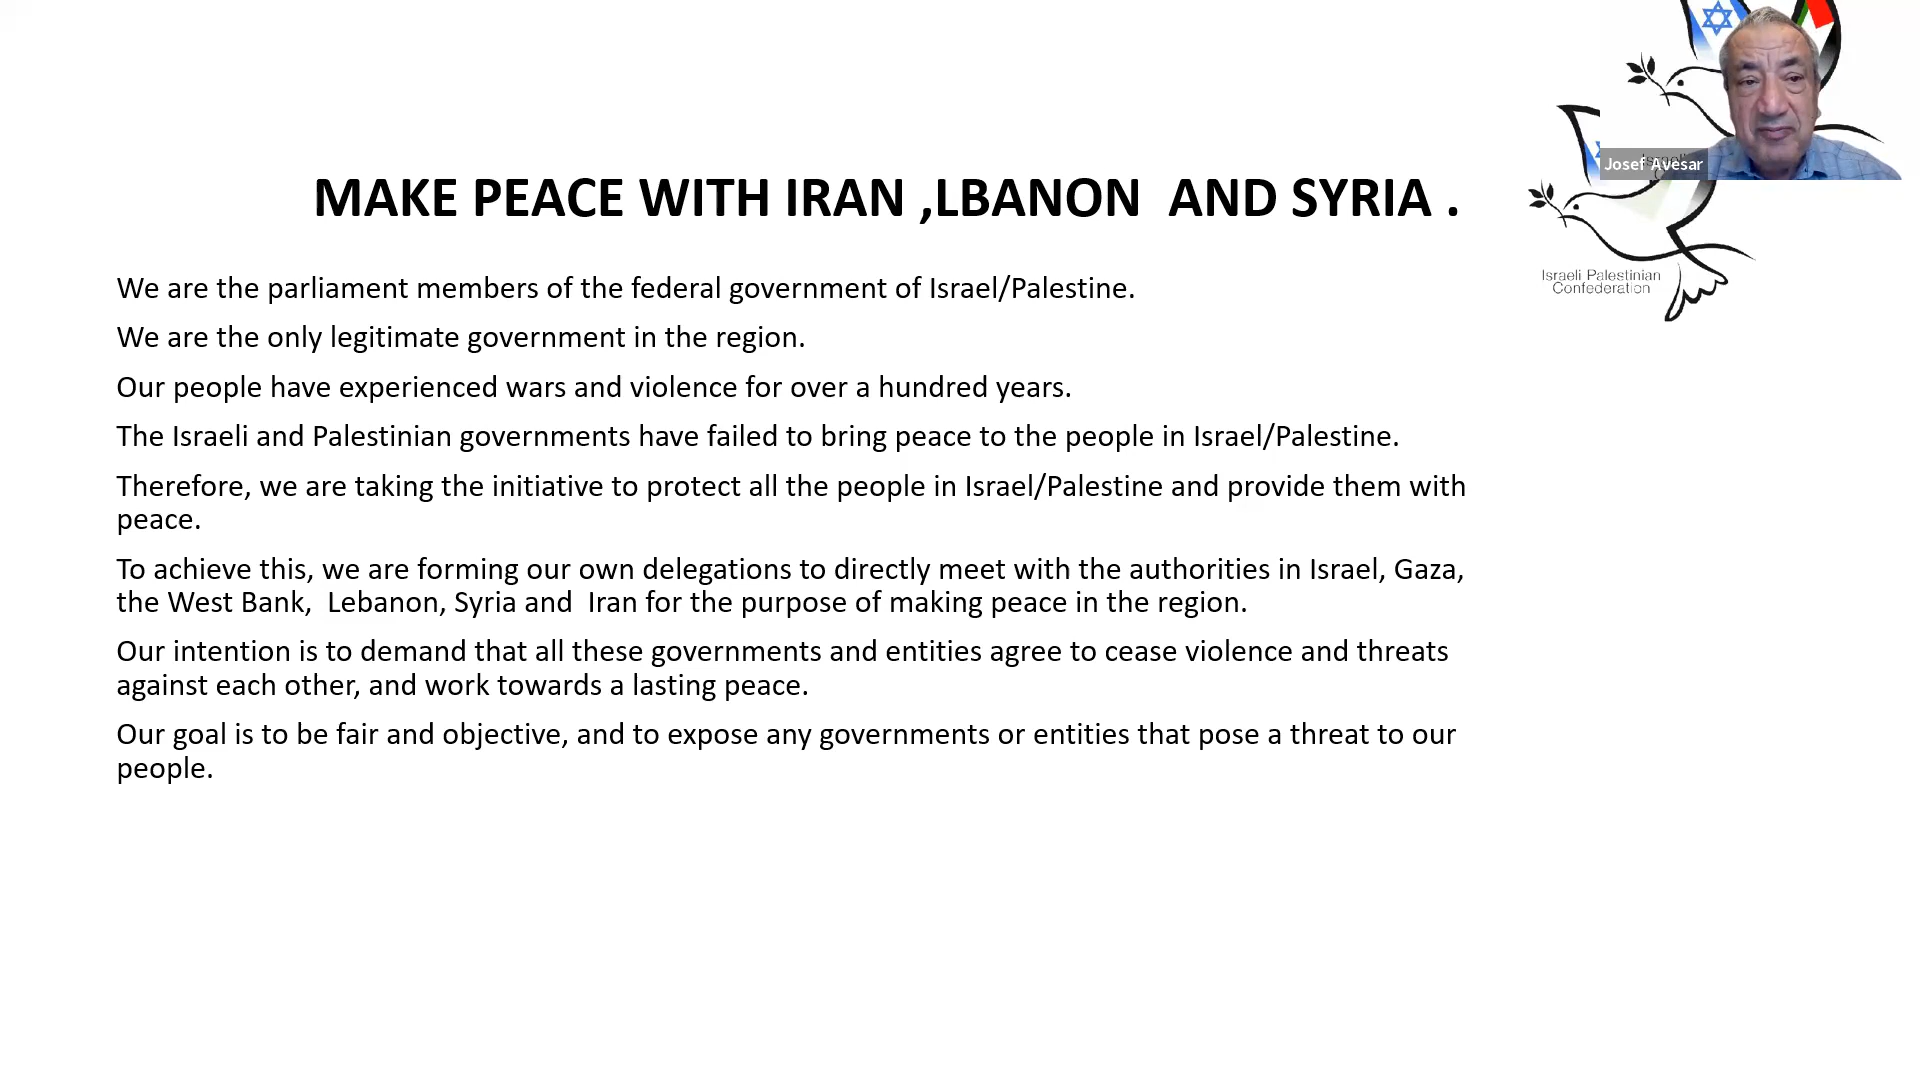 MAKE PEACE WITH IRAN ,LBANON  AND SYRIA .
We are the parliament members of the federal government of Israel/Palestine.
We are the only legitimate government in the region.
Our people have experienced wars and violence for over a hundred years.
The Israeli and Palestinian governments have failed to bring peace to the people in Israel/Palestine.
Therefore, we are taking the initiative to protect all the people in Israel/Palestine and provide them with
peace.
To achieve this, we are forming our own delegations to directly meet with the authorities in Israel, Gaza,
the West Bank,  Lebanon, Syria and  Iran for the purpose of making peace in the region.
Our intention is to demand that all these governments and entities agree to cease violence and threats
against each other, and work towards a lasting peace.
Our goal is to be fair and objective, and to expose any governments or entities that pose a threat to our
people.
Josef Avesar
Israeli Palestinian
Confederation